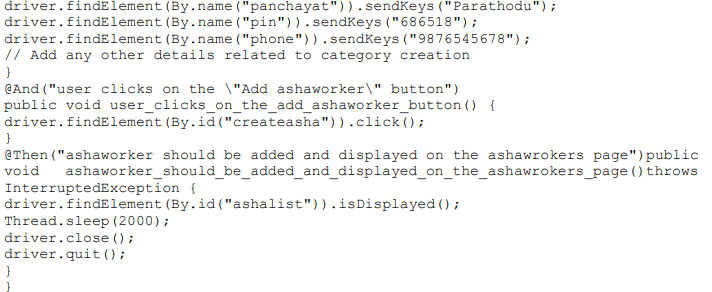 driver.findElement(By.name("panchayat")).sendKeys("Parathodu");
driver.findElement(By.name("pin")).sendKeys("686518");
driver.findElement(By.name("phone")).sendKeys("9876545678");
// Add any other details related to category creation
}
@And("user clicks on the \"Add ashaworker\" button")
public void user_clicks_on_the_add_ashaworker_button() {
driver.findElement(By.id("createasha")).click();
}
@Then("ashaworker should be added and displayed on the ashawrokers page")public
void ashaworker_should_be_added_and_displayed_on_the_ashawrokers_page()throws
InterruptedException {
driver.findElement(By.id("ashalist")).isDisplayed();
Thread.sleep(2000);
driver.close();
driver.quit();
}
}